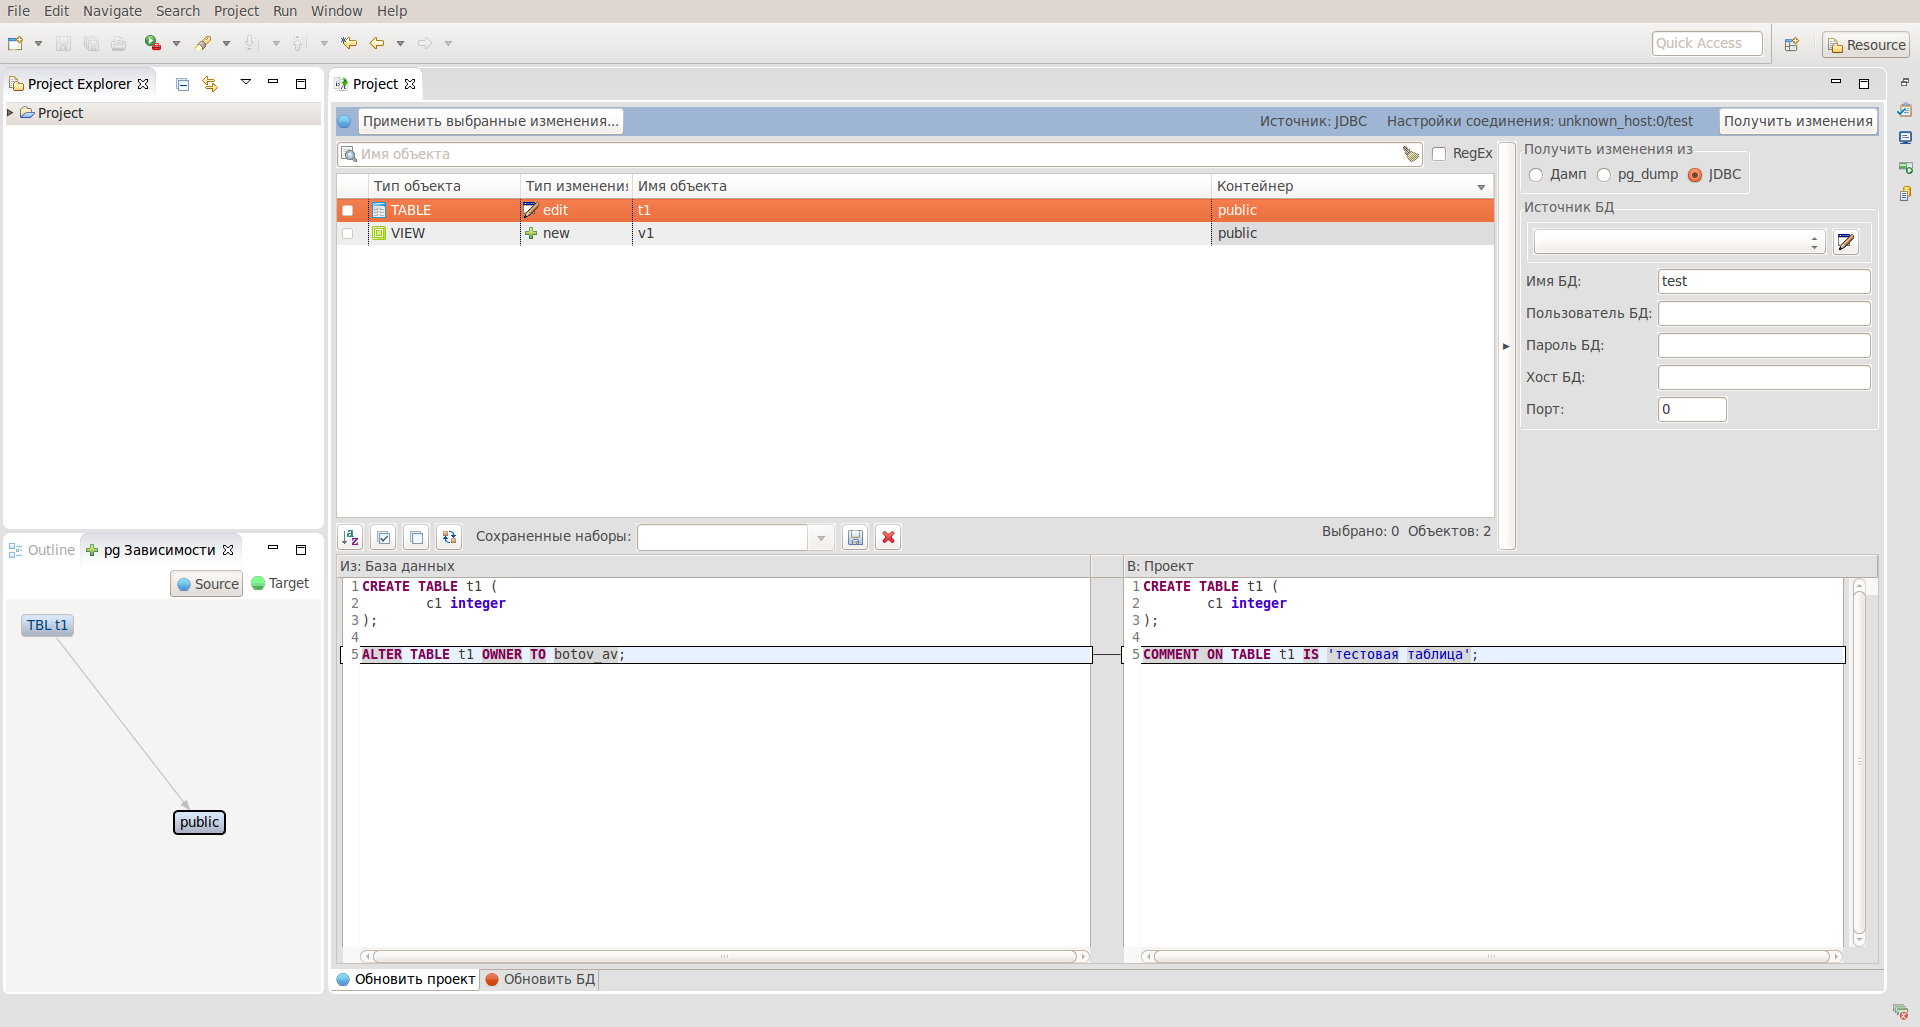 File Edit Navigate Search Project Run Window Help
Quick Access
Resource
Project Explorer
Project
Outline
pg Зависимости
Source
Target
TBL t1
public
Project
Применить выбранные изменения...
Источник: JDBC
Настройки соединения: unknown_host:0/test
Получить изменения
Имя объекта
RegEx
Тип объекта
Тип изменени
Имя объекта
Контейнер
TABLE edit t1 public
VIEW new v1 public
Сохраненные наборы:
Выбрано: 0 Объектов: 2
Получить изменения из
Дамп pg_dump JDBC
Источник БД
Имя БД: test
Пользователь БД:
Пароль БД:
Хост БД:
Порт: 0
Из: База данных
1 CREATE TABLE t1 (
2 c1 integer
3 );
4
5 ALTER TABLE t1 OWNER TO botov_av;
В: Проект
1 CREATE TABLE t1 (
2 c1 integer
3 );
4
5 COMMENT ON TABLE t1 IS 'тестовая таблица';
Обновить проект
Обновить БД